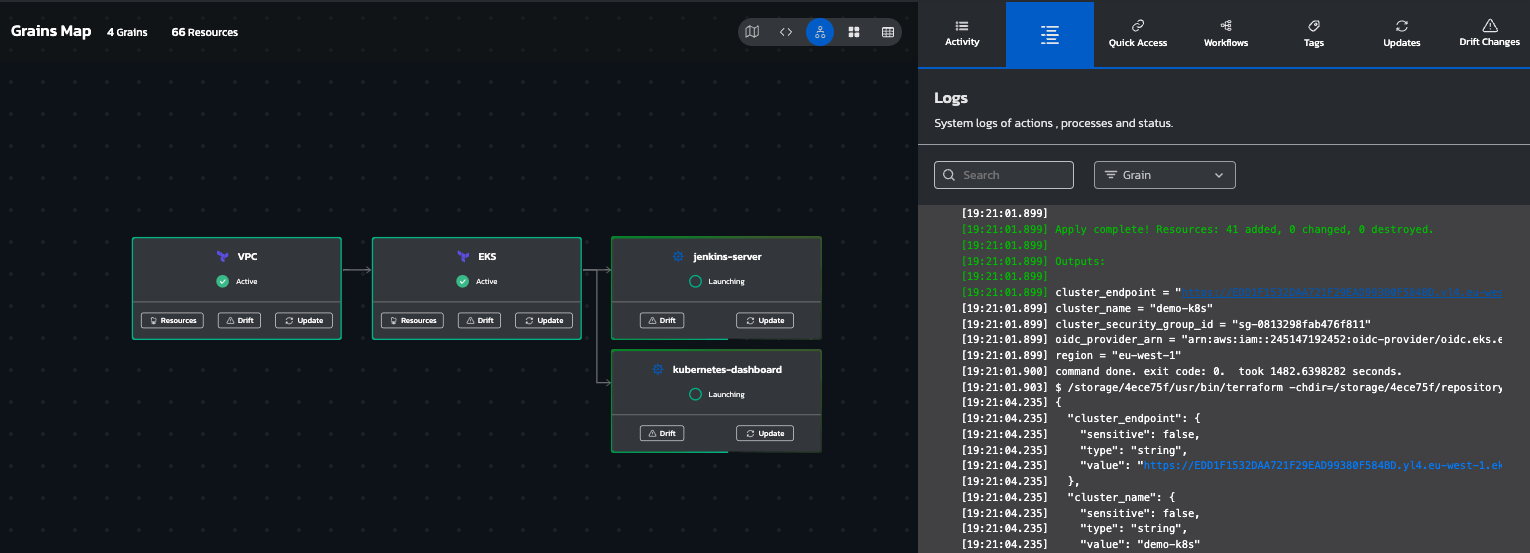 Grains Map 4 Grains 66 Resources
Activity
Quick Access
Workflows
Tags
Updates
Drift Changes
Logs
System logs of actions , processes and status.
Search
Grain
VPC
Active
Resources Drift Update
EKS
Active
Resources Drift Update
jenkins-server
Launching
Drift Update
kubernetes-dashboard
Launching
Drift Update
[19:21:01.899]
[19:21:01.899] Apply complete! Resources: 41 added, 0 changed, 0 destroyed.
[19:21:01.899]
[19:21:01.899] Outputs:
[19:21:01.899]
[19:21:01.899] cluster_endpoint = "
[19:21:01.899] cluster_name = "demo-k8s"
[19:21:01.899] cluster_security_group_id = "sg-0813298fab476f811"
[19:21:01.899] oidc_provider_arn = "arn:aws:iam::245147192452:oidc-provider/oidc.eks.e
[19:21:01.899] region = "eu-west-1"
[19:21:01.900] command done. exit code: 0. took 1482.6398282 seconds.
[19:21:01.903] $ /storage/4ece75f/usr/bin/terraform -chdir=/storage/4ece75f/repository
[19:21:04.235] {
[19:21:04.235] "cluster_endpoint": {
[19:21:04.235] "sensitive": false,
[19:21:04.235] "type": "string",
[19:21:04.235] "value": "https://EDD1F1532DAA721F29EAD99380F584BD.yl4.eu-west-1.ek
[19:21:04.235] },
[19:21:04.235] "cluster_name": {
[19:21:04.235] "sensitive": false,
[19:21:04.235] "type": "string",
[19:21:04.235] "value": "demo-k8s"